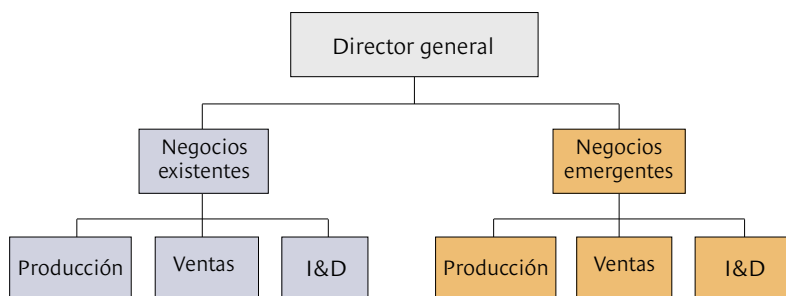 Director general
Negocios
existentes
Negocios
emergentes
Producción
Ventas
I&D
Producción
Ventas
I&D